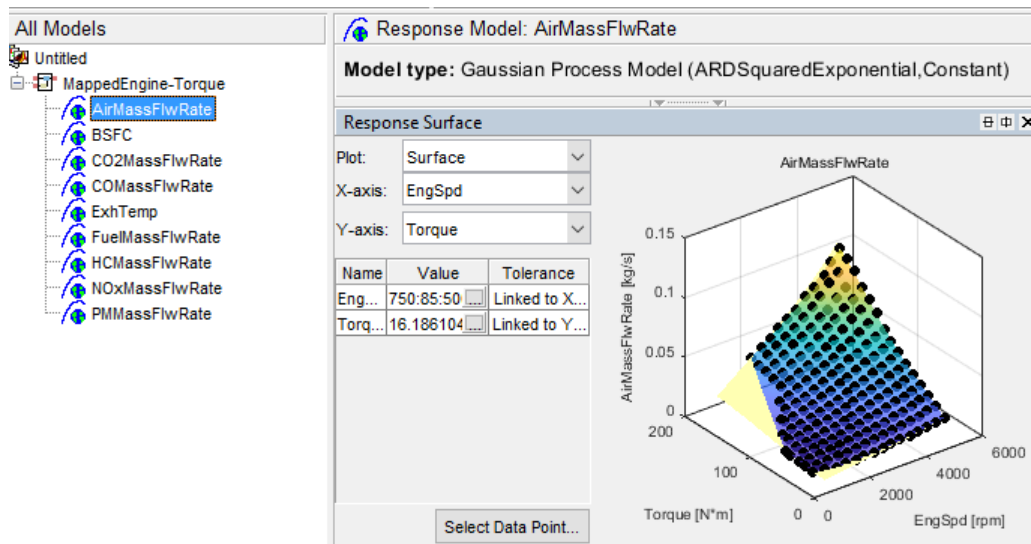 All Models
Untitled
MappedEngine-Torque
AirMassFlwRate
BSFC
CO2MassFlwRate
COMassFlwRate
ExhTemp
FuelMassFlwRate
HCMassFlwRate
NOxMassFlwRate
PMMassFlwRate
Response Model: AirMassFlwRate
Model type: Gaussian Process Model (ARDSquaredExponential,Constant)
Response Surface
Plot: Surface
X-axis: EngSpd
Y-axis: Torque
Name Value Tolerance
Eng... 750:85:50 ... Linked to X...
Torq... 16.186104 ... Linked to Y...
Select Data Point...
AirMassFlwRate
AirMassFlwRate [kg/s]
0.15
0.1
0.05
0
200
100
0
Torque [N*m]
0
2000
4000
6000
EngSpd [rpm]